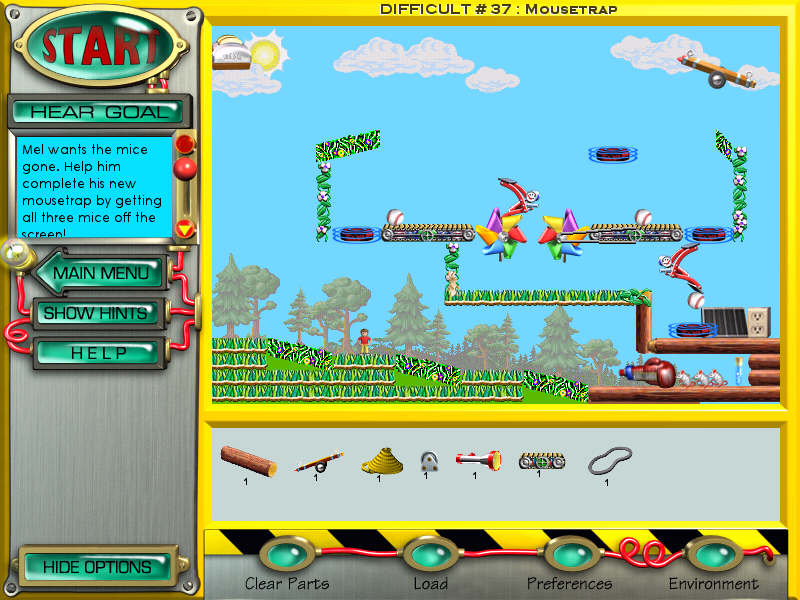 DIFFICULT # 37 : MOUSETRAP
START
HEAR GOAL
Mel wants the mice
gone. Help him
complete his new
mousetrap by getting
all three mice off the
screen!
MAIN MENU
SHOW HINTS
HELP
1 1 1 1 1 1 1
HIDE OPTIONS
Clear Parts Load Preferences Environment